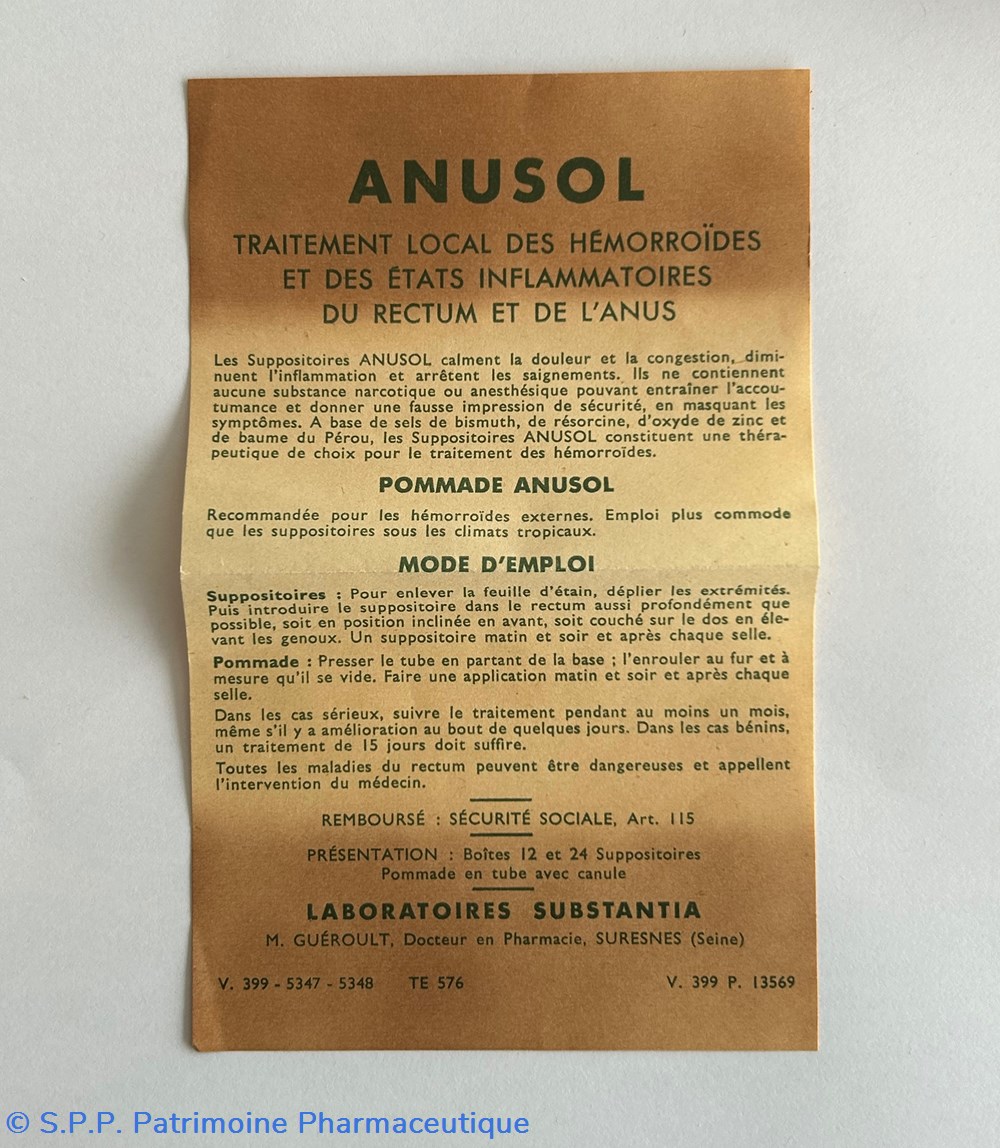 ANUSOL
TRAITEMENT LOCAL DES HÉMORROÏDES
ET DES ÉTATS INFLAMMATOIRES
DU RECTUM ET DE L'ANUS
Les Suppositoires ANUSOL calment la douleur et la congestion, dimi-
nuent l'inflammation et arrêtent les saignements. Ils ne contiennent
aucune substance narcotique ou anesthésique pouvant entraîner l'accou-
tumance et donner une fausse impression de sécurité, en masquant les
symptômes. A base de sels de bismuth, de résorcine, d'oxyde de zinc et
de baume du Pérou, les Suppositoires ANUSOL constituent une théra-
peutique de choix pour le traitement des hémorroïdes.
POMMADE ANUSOL
Recommandée pour les hémorroïdes externes. Emploi plus commode
que les suppositoires sous les climats tropicaux.
MODE D'EMPLOI
Suppositoires : Pour enlever la feuille d'étain, déplier les extrémités.
Puis introduire le suppositoire dans le rectum aussi profondément que
possible, soit en position inclinée en avant, soit couché sur le dos en éle-
vant les genoux. Un suppositoire matin et soir et après chaque selle.
Pommade : Presser le tube en partant de la base ; l'enrouler au fur et à
mesure qu'il se vide. Faire une application matin et soir et après chaque
selle.
Dans les cas sérieux, suivre le traitement pendant au moins un mois,
même s'il y a amélioration au bout de quelques jours. Dans les cas bénins,
un traitement de 15 jours doit suffire.
Toutes les maladies du rectum peuvent être dangereuses et appellent
l'intervention du médecin.
REMBOURSÉ : SÉCURITÉ SOCIALE, Art. 115
PRÉSENTATION : Boîtes 12 et 24 Suppositoires
Pommade en tube avec canule
LABORATOIRES SUBSTANTIA
M. GUÉROULT, Docteur en Pharmacie, SURESNES (Seine)
V. 399 - 5347 - 5348 TE 576 V. 399 P. 13569
© S.P.P. Patrimoine Pharmaceutique